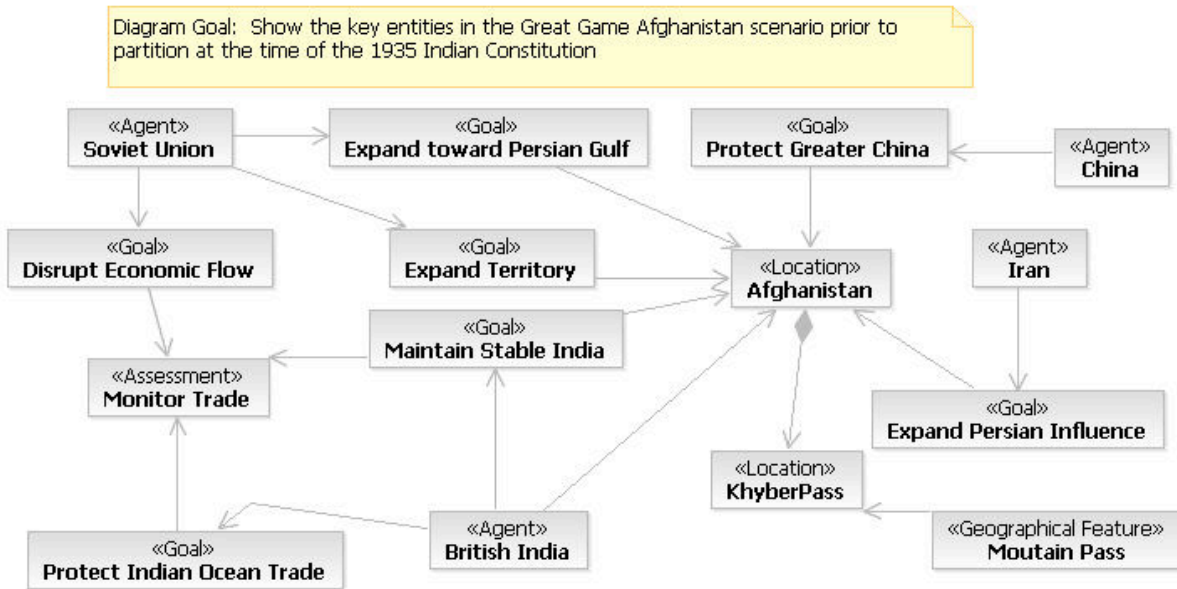 Diagram Goal:  Show the key entities in the Great Game Afghanistan scenario prior to
partition at the time of the 1935 Indian Constitution
«Agent»
Soviet Union
«Goal»
Expand toward Persian Gulf
«Goal»
Protect Greater China
«Agent»
China
«Goal»
Disrupt Economic Flow
«Goal»
Expand Territory
«Location»
Afghanistan
«Agent»
Iran
«Goal»
Maintain Stable India
«Assessment»
Monitor Trade
«Goal»
Expand Persian Influence
«Location»
KhyberPass
«Goal»
Protect Indian Ocean Trade
«Agent»
British India
«Geographical Feature»
Moutain Pass